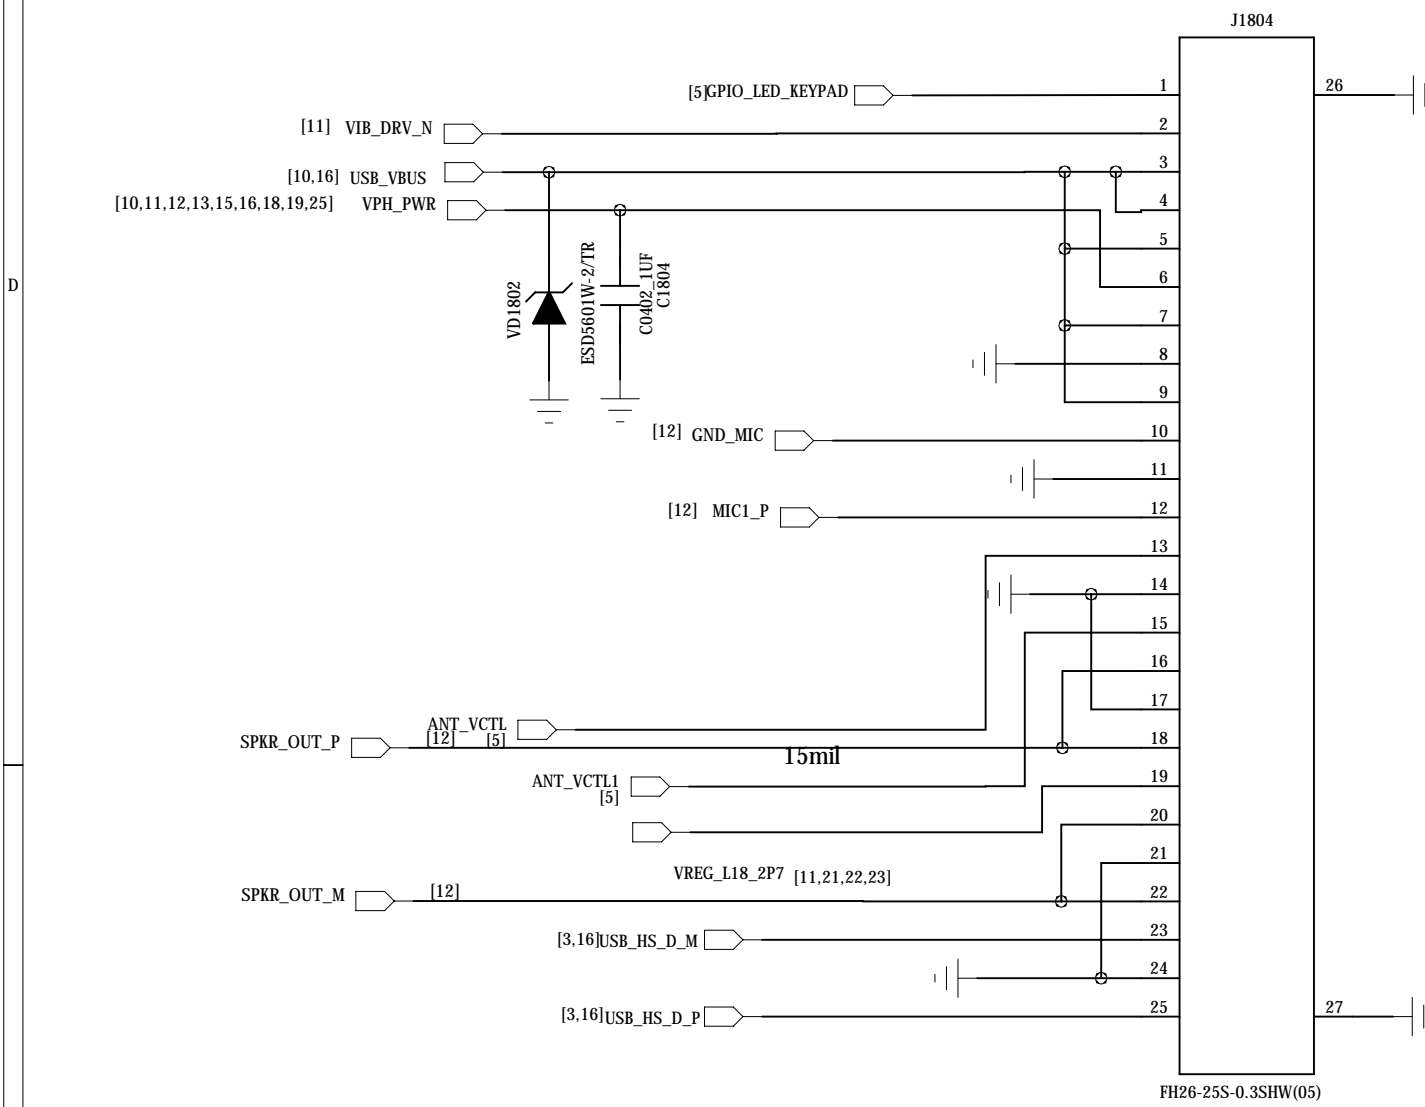 J1804
[5]GPIO_LED_KEYPAD
1
26
[11] VIB_DRV_N
2
[10,16] USB_VBUS
3
[10,11,12,13,15,16,18,19,25] VPH_PWR
4
5
6
7
8
9
D
VD1802
ESD5601W-2/TR
C0402_1UF
C1804
[12] GND_MIC
10
11
[12] MIC1_P
12
13
14
15
16
17
ANT_VCTL
SPKR_OUT_P
[12] [5]
18
15mil
ANT_VCTL1
[5]
19
20
21
VREG_L18_2P7 [11,21,22,23]
SPKR_OUT_M [12]
22
[3,16]USB_HS_D_M
23
24
[3,16]USB_HS_D_P
25
27
FH26-25S-0.3SHW(05)